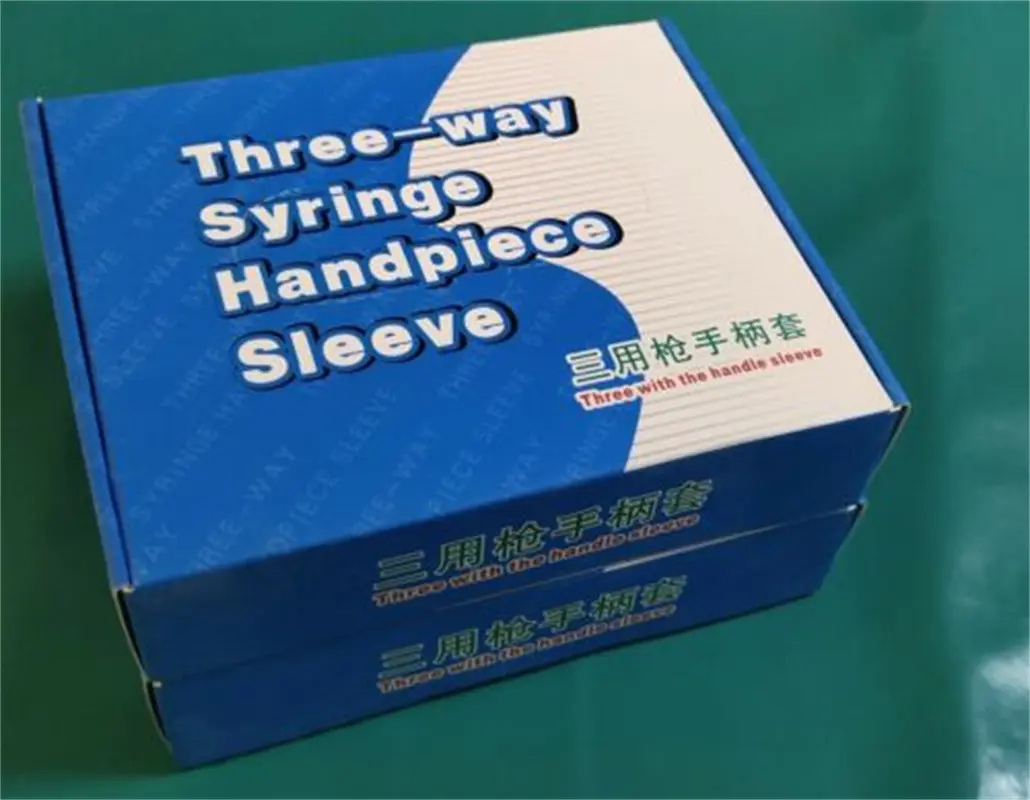 Three-way
Syringe
Handpiece
Sleeve
三用枪手柄套
Three with the handle sleeve
三用枪手柄套
Three with the handle sleeve
三用枪手柄套
Three with the handle sleeve